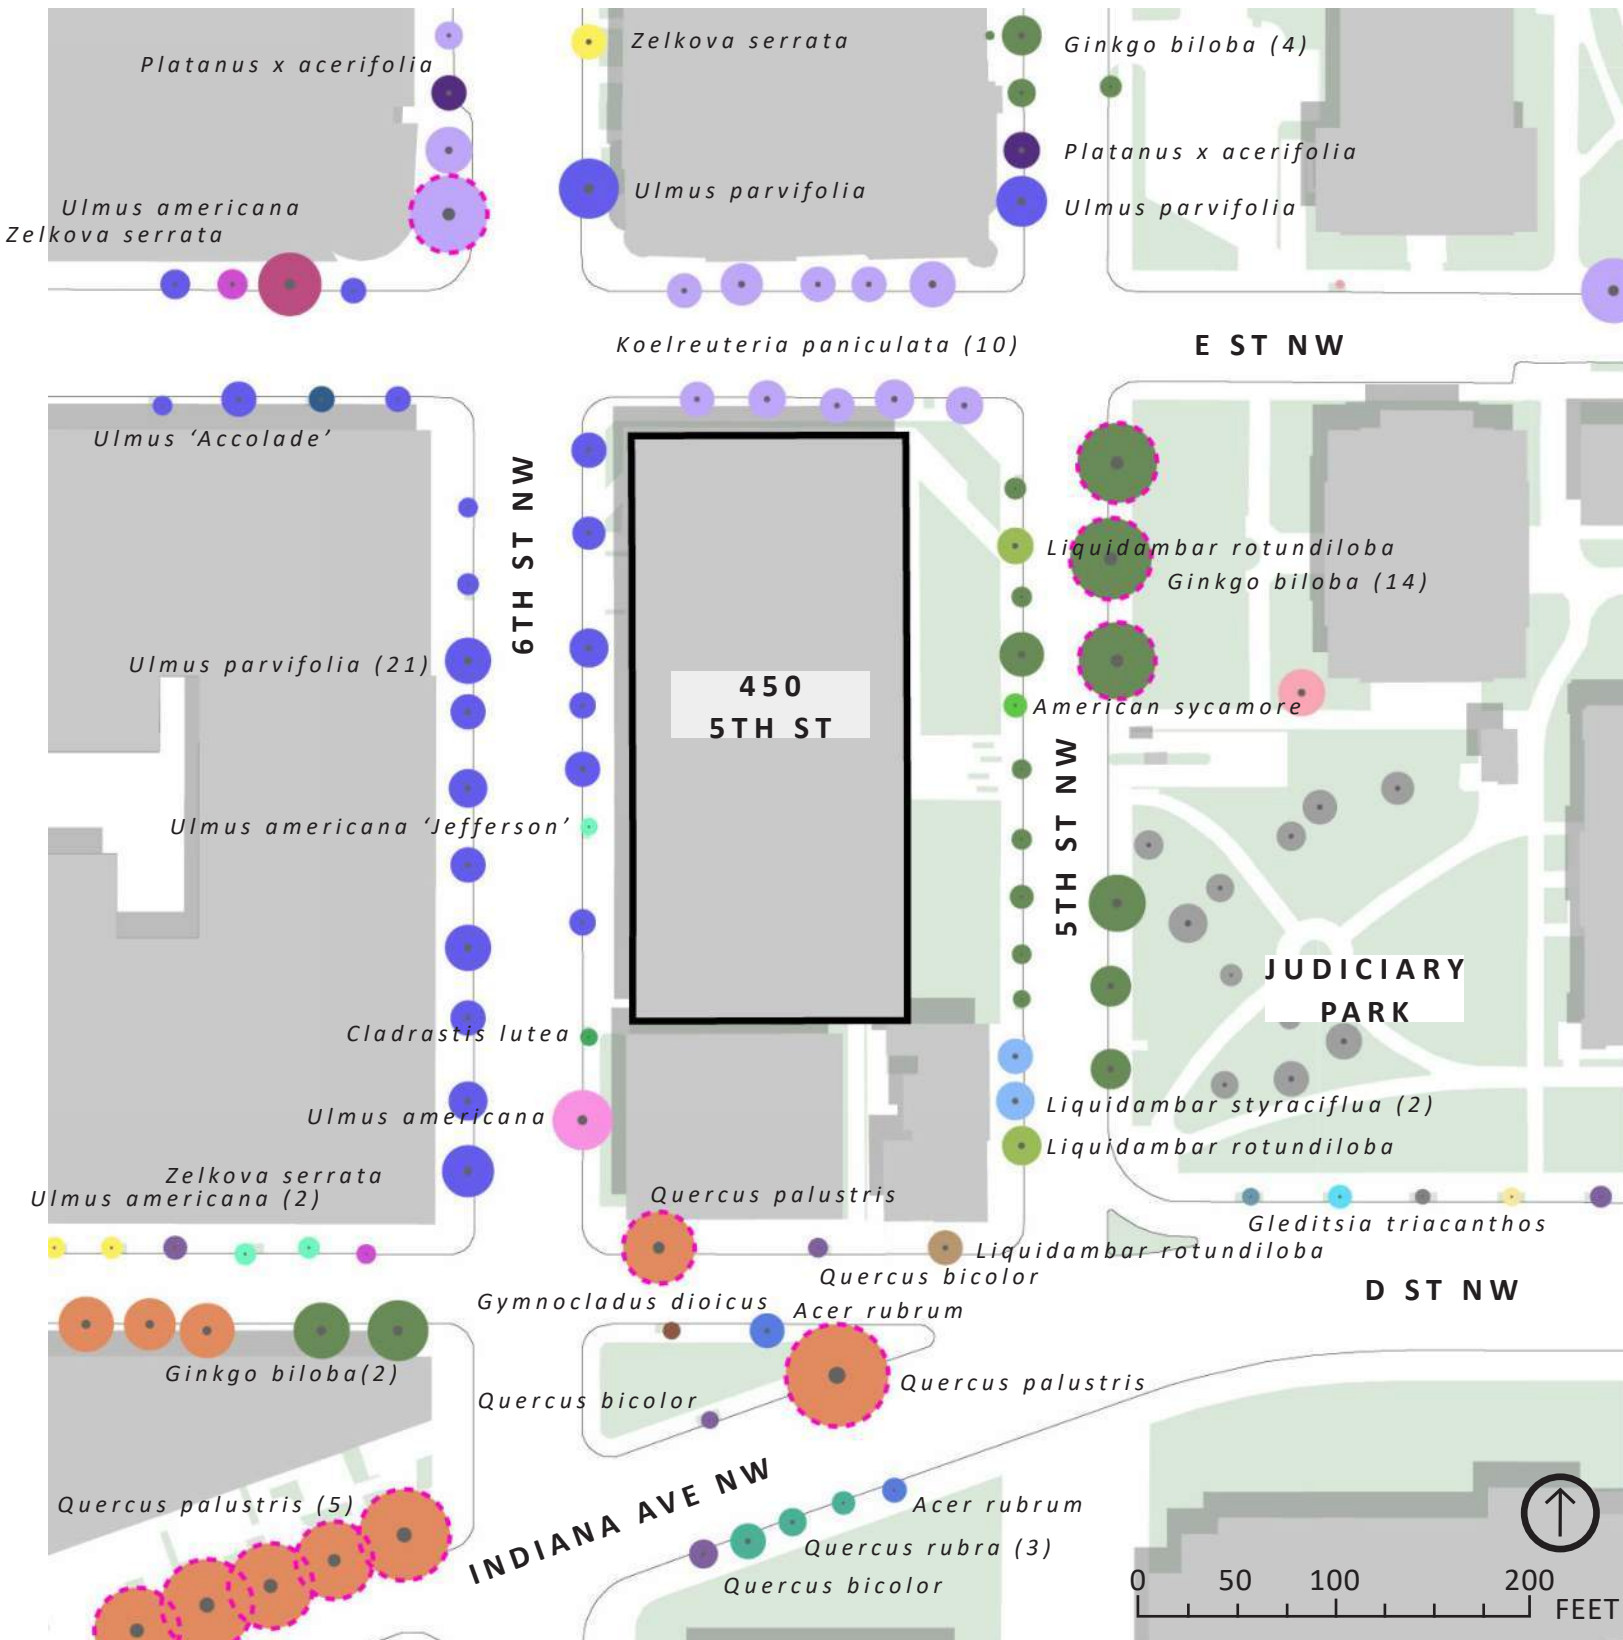 Zelkova serrata
Ginkgo biloba (4)
Platanus x acerifolia
Platanus x acerifolia
Ulmus parvifolia
Ulmus americana
Ulmus parvifolia
Zelkova serrata
Koelreuteria paniculata (10)
E ST NW
Ulmus ‘Accolade’
6TH ST NW
Liquidambar rotundiloba
Ginkgo biloba (14)
Ulmus parvifolia (21)
450
5TH ST
American sycamore
5TH ST NW
Ulmus americana ‘Jefferson’
JUDICIARY
PARK
Cladrastis lutea
Ulmus americana
Liquidambar styraciflua (2)
Liquidambar rotundiloba
Zelkova serrata
Ulmus americana (2)
Quercus palustris
Gleditsia triacanthos
Liquidambar rotundiloba
Quercus bicolor
D ST NW
Gymnocladus dioicus
Acer rubrum
Ginkgo biloba(2)
Quercus palustris
Quercus bicolor
INDIANA AVE NW
Quercus palustris (5)
Acer rubrum
Quercus rubra (3)
Quercus bicolor
0 50 100 200
FEET